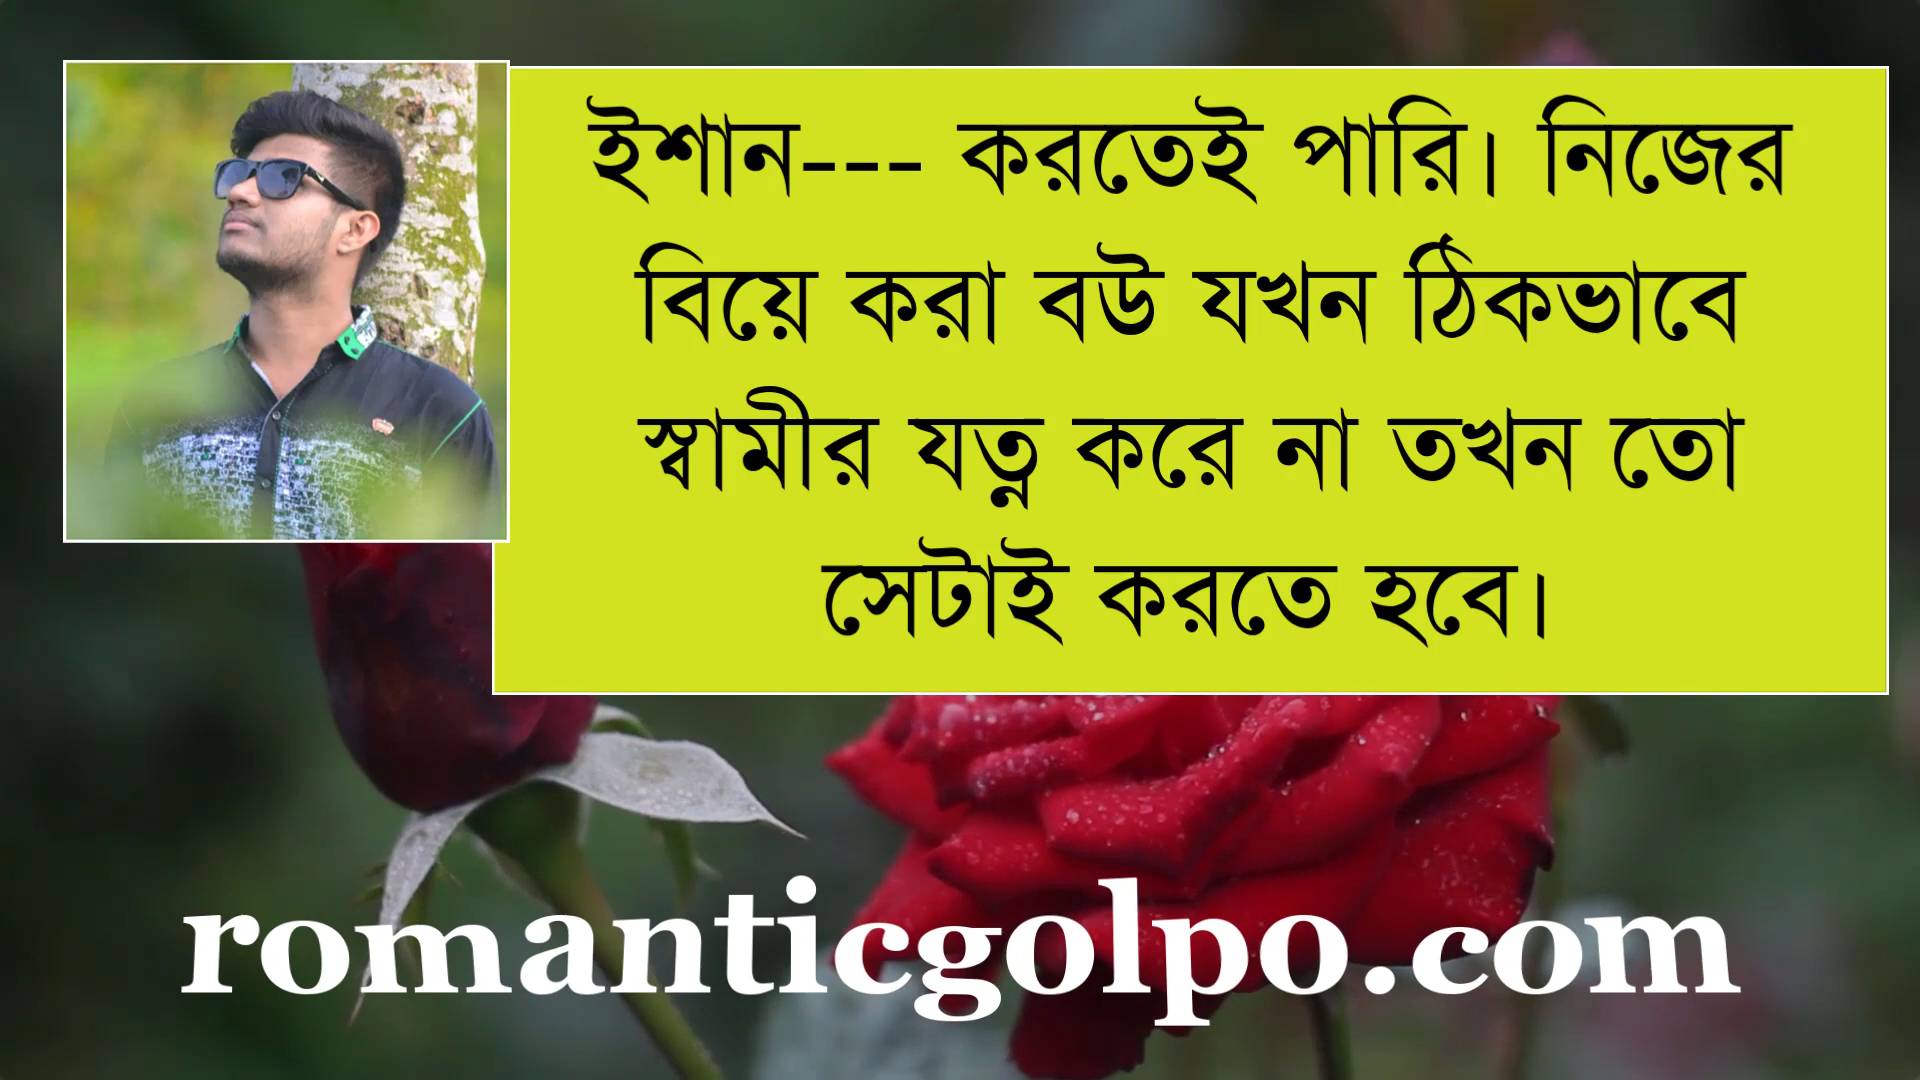 ইশান--- করতেই পারি। নিজের
বিয়ে করা বউ যখন ঠিকভাবে
স্বামীর যত্ন করে না তখন তো
সেটাই করতে হবে।
romanticgolpo.com